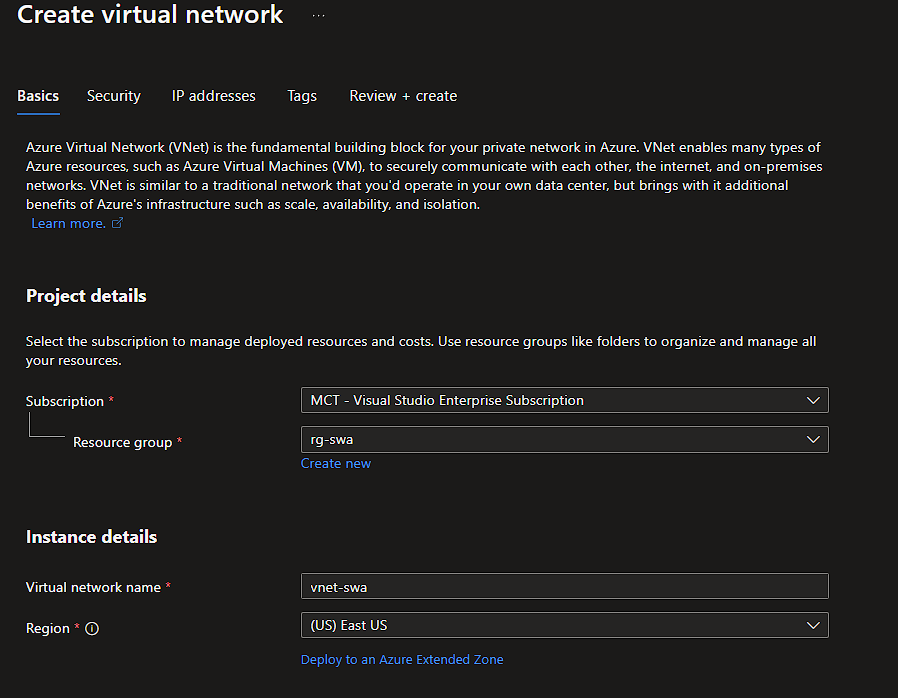 Create virtual network ...
Basics Security IP addresses Tags Review + create
Azure Virtual Network (VNet) is the fundamental building block for your private network in Azure. VNet enables many types of
Azure resources, such as Azure Virtual Machines (VM), to securely communicate with each other, the internet, and on-premises
networks. VNet is similar to a traditional network that you'd operate in your own data center, but brings with it additional
benefits of Azure's infrastructure such as scale, availability, and isolation.
Learn more.
Project details
Select the subscription to manage deployed resources and costs. Use resource groups like folders to organize and manage all
your resources.
Subscription * MCT - Visual Studio Enterprise Subscription
Resource group * rg-swa
Create new
Instance details
Virtual network name * vnet-swa
Region * (US) East US
Deploy to an Azure Extended Zone